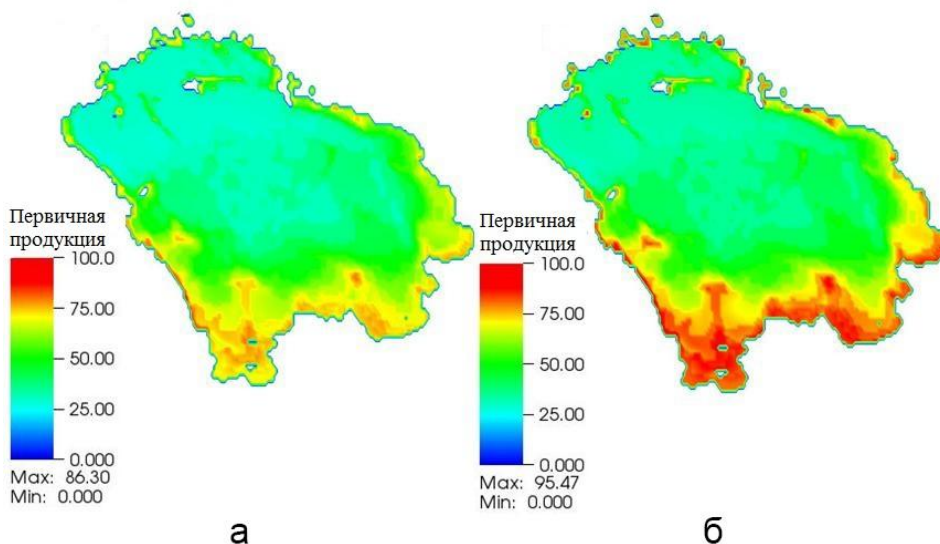 Первичная
продукция
100.0
75.00
50.00
25.00
0.000
Max: 86.30
Min: 0.000
а
Первичная
продукция
100.0
75.00
50.00
25.00
0.000
Max: 95.47
Min: 0.000
б